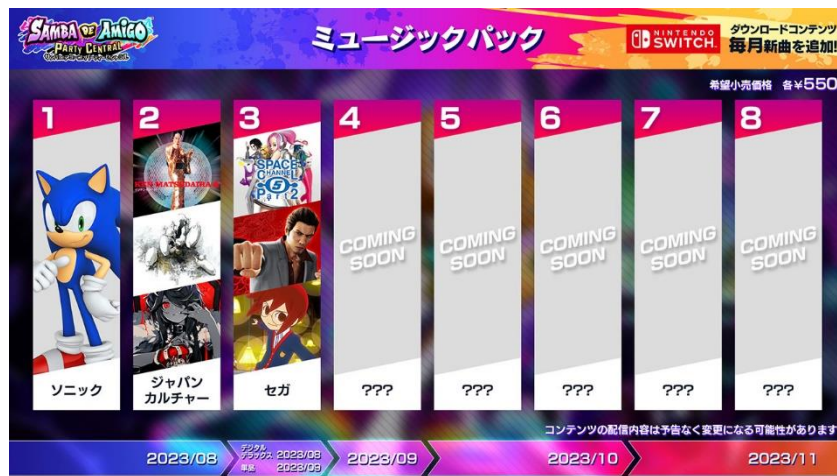 SAMBA DE AMIGO
PARTY CENTRAL
ミュージックパック
NINTENDO
SWITCH
ダウンロードコンテンツ
毎月新曲を追加!
希望小売価格 各¥550
1
2
3
4
5
6
7
8
KEN MATSUDAIRA
SPACE
CHANNEL
5
Part2
COMING
SOON
COMING
SOON
COMING
SOON
COMING
SOON
COMING
SOON
ソニック
ジャパン
カルチャー
セガ
???
???
???
???
???
コンテンツの配信内容は予告なく変更になる可能性があります
2023/08
デジタル
デラックス 2023/08
単品 2023/09
2023/09
2023/10
2023/11